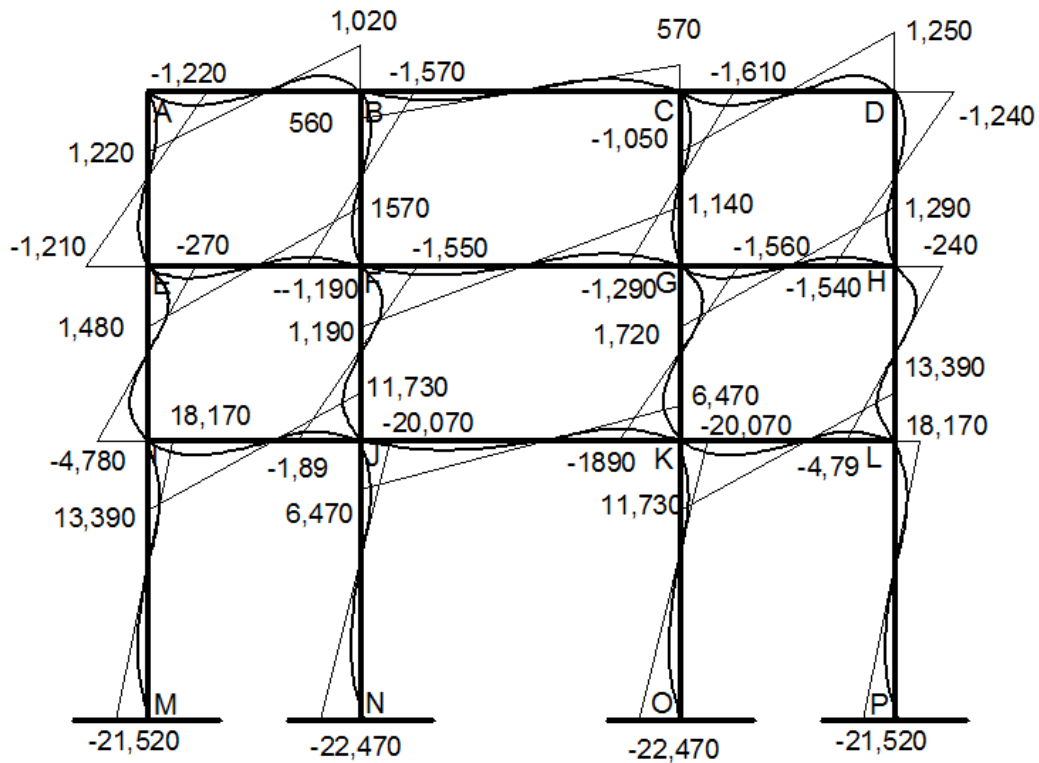 1,020
570
1,250
-1,220
-1,570
-1,610
A
560
B
C
D
-1,240
1,220
-1,050
1570
1,140
1,290
-1,210
-270
-1,550
-1,560
-240
E
--1,190
F
-1,290
G
-1,540
H
1,480
1,190
1,720
13,390
11,730
6,470
18,170
-20,070
-20,070
18,170
-4,780
I
-1,89
J
-1890
K
-4,79
L
13,390
6,470
11,730
M
N
O
P
-21,520
-22,470
-22,470
-21,520